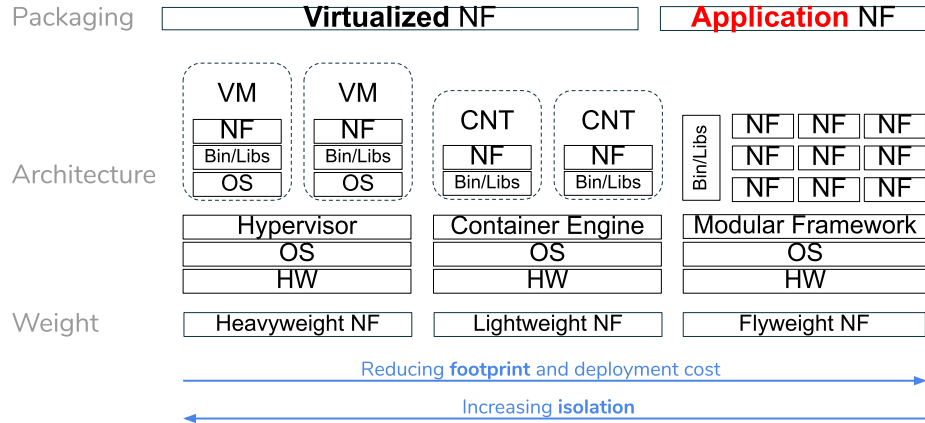 Packaging
Virtualized NF
Application NF
VM
VM
NF
NF
Bin/Libs
Bin/Libs
OS
OS
CNT
CNT
NF
NF
Bin/Libs
Bin/Libs
Bin/Libs
NF NF NF
NF NF NF
NF NF NF
Architecture
Hypervisor
Container Engine
Modular Framework
OS
OS
OS
HW
HW
HW
Weight
Heavyweight NF
Lightweight NF
Flyweight NF
Reducing footprint and deployment cost
Increasing isolation